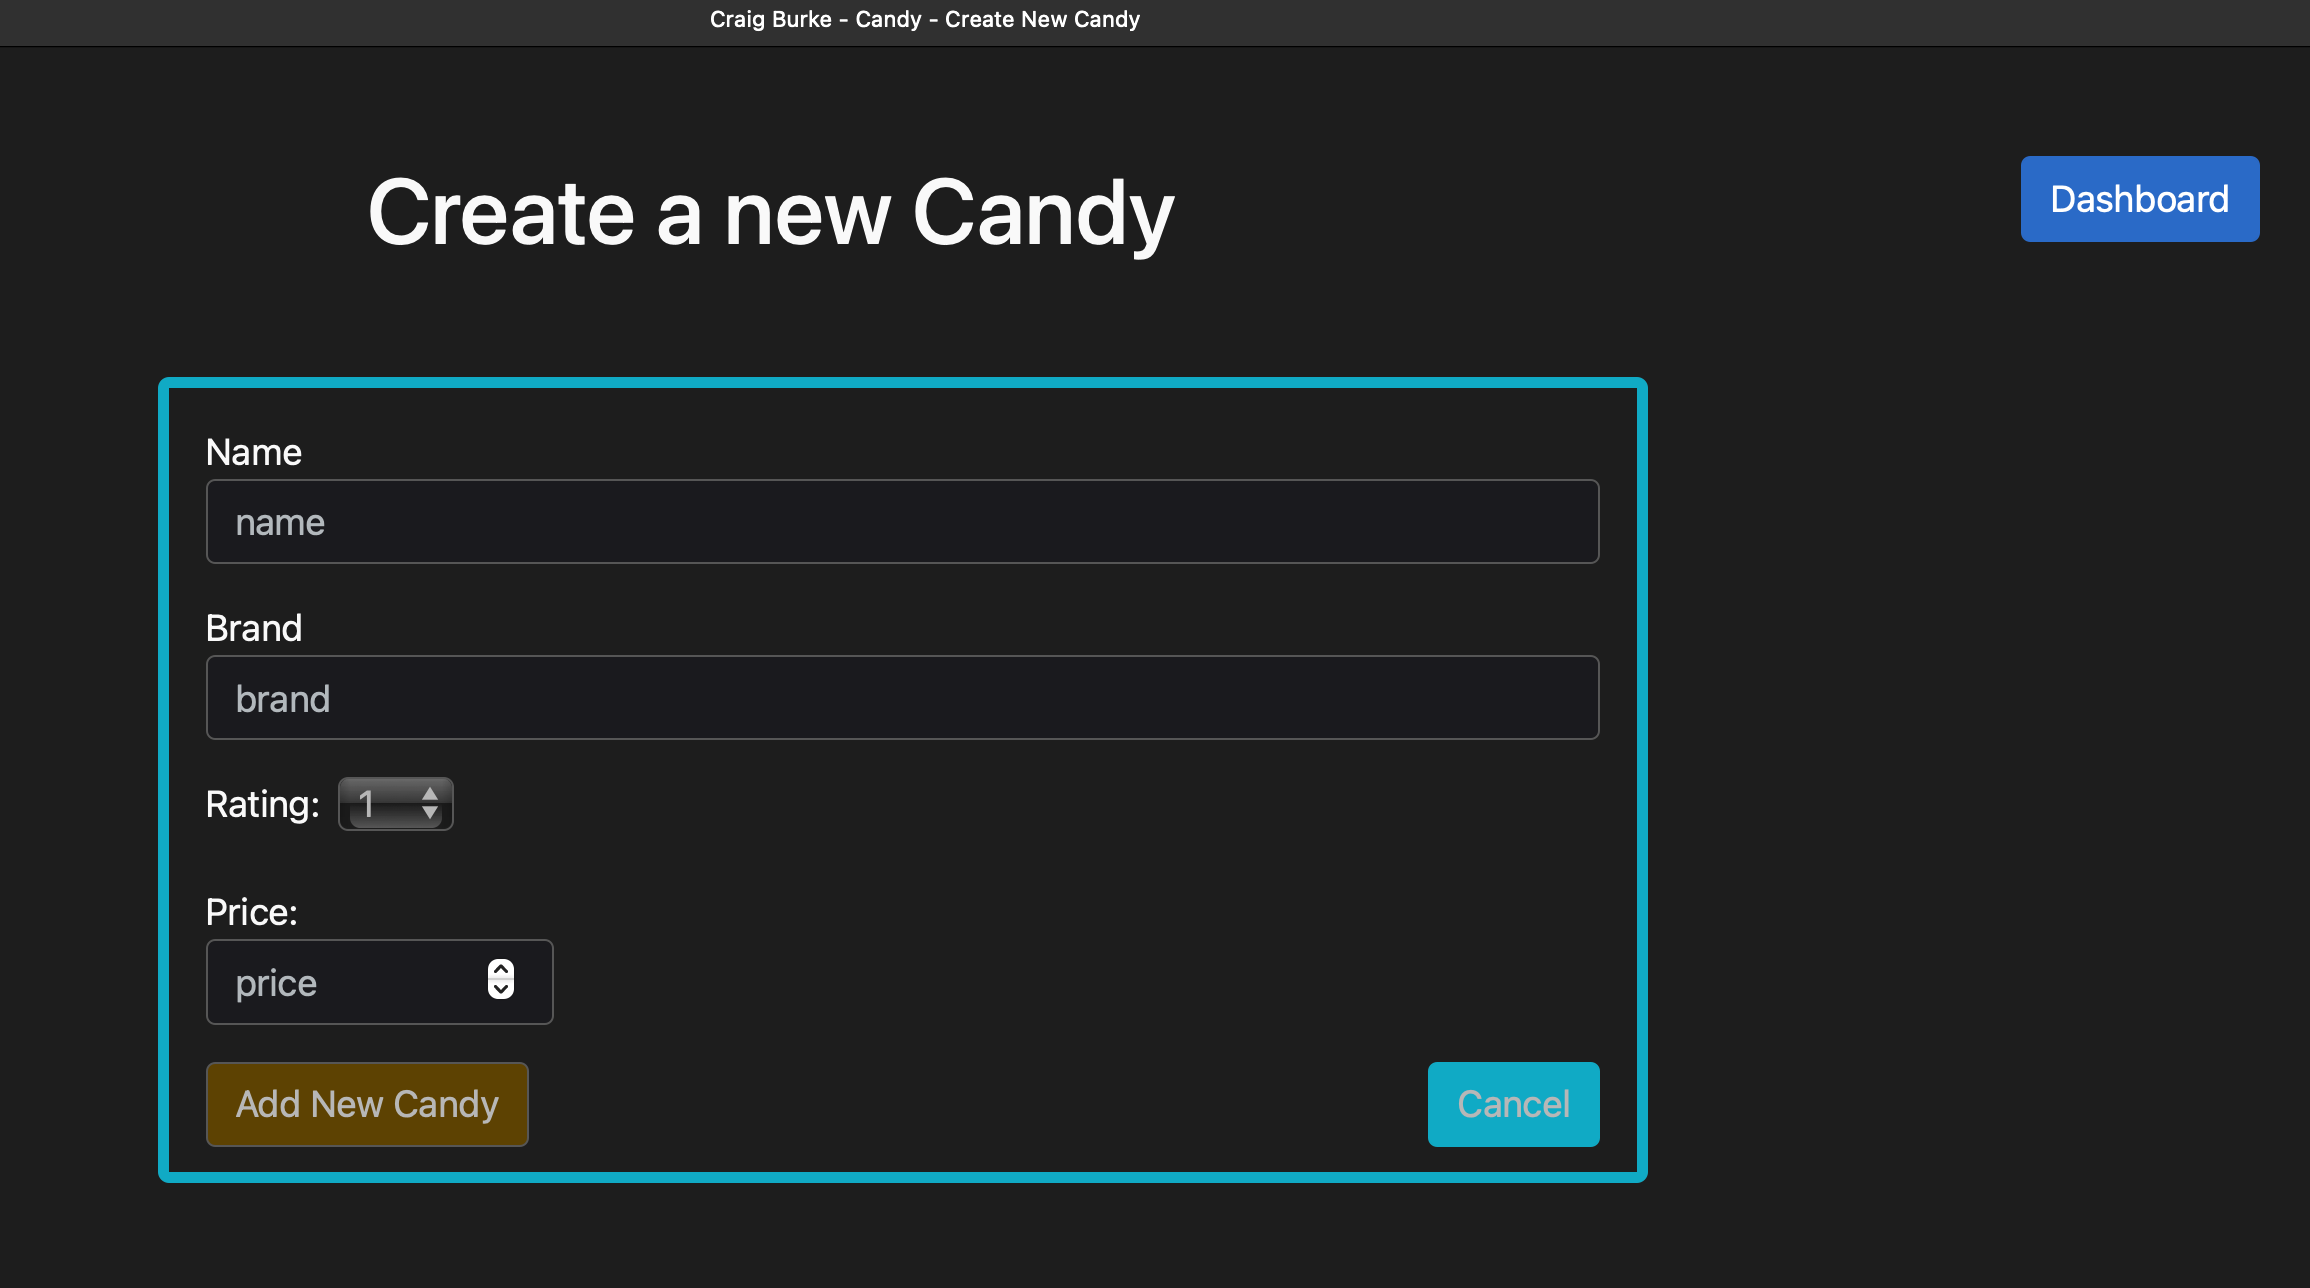 Craig Burke - Candy - Create New Candy
Create a new Candy
Dashboard
Name
name
Brand
brand
Rating: 1
Price:
price
Add New Candy
Cancel